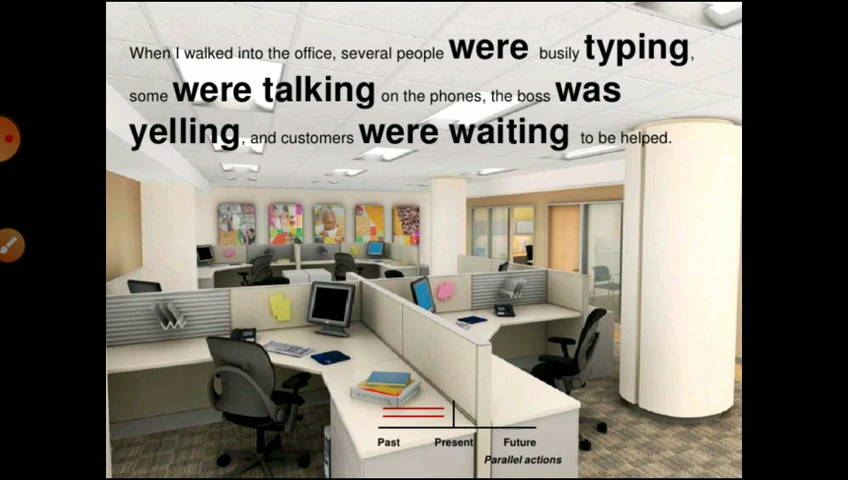 When I walked into the office, several people were busily typing,
some were talking on the phones, the boss was
yelling, and customers were waiting to be helped.
Past Present Future
Parallel actions